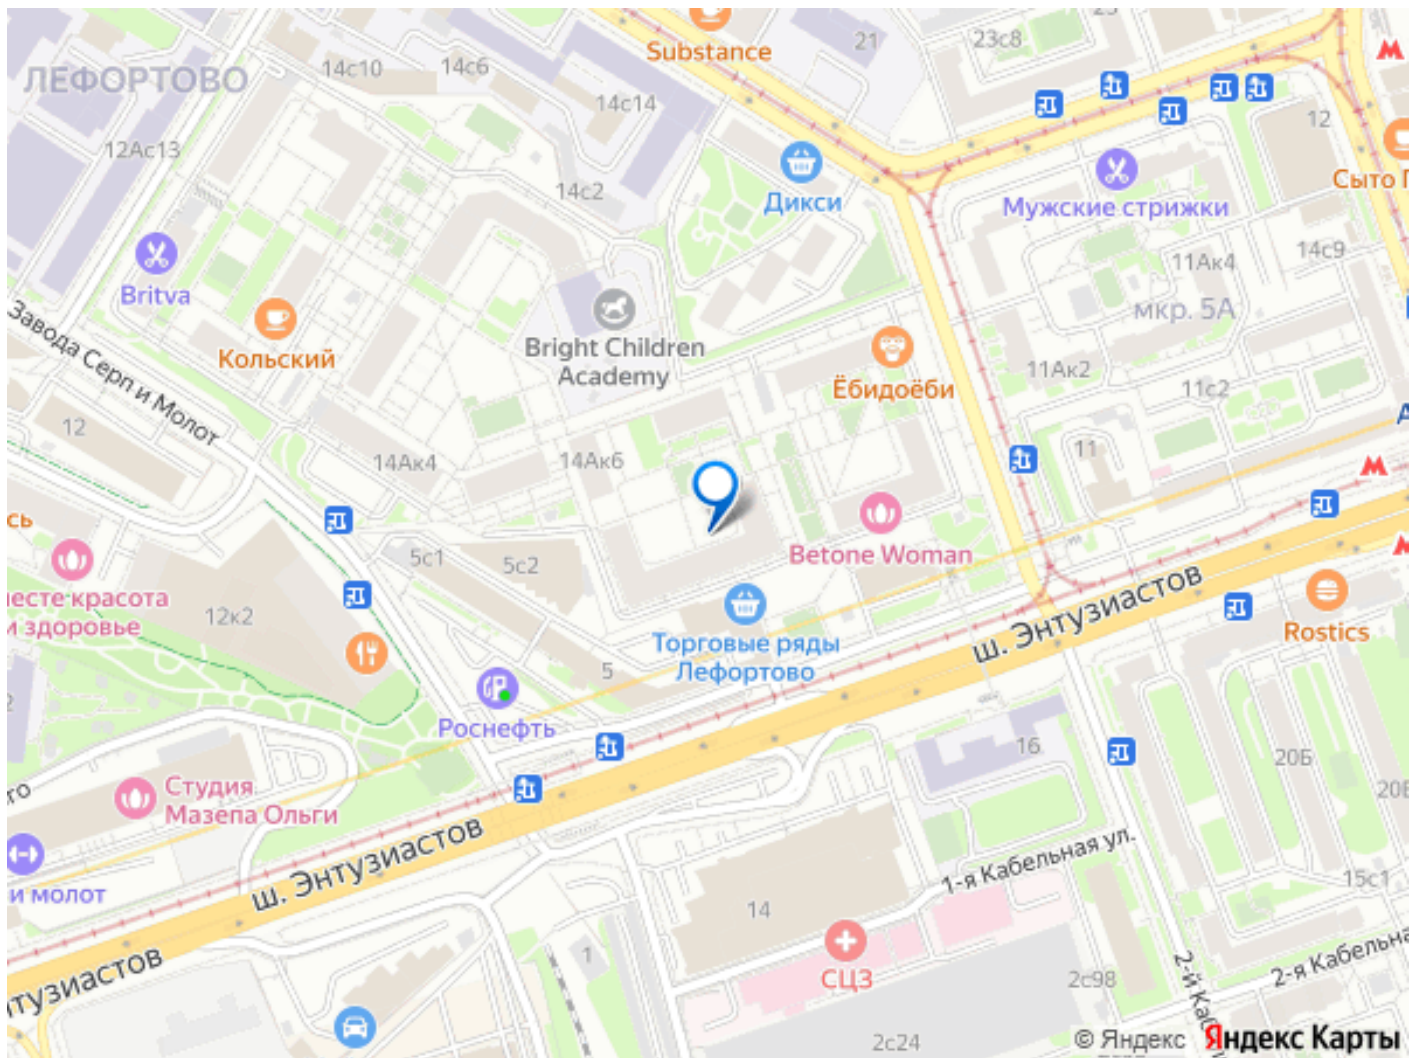 Substance
21
23с8
ЛЕФОРТОВО
14с10
14с6
14с14
12
12Ас13
14с2
Дикси
Мужские стрижки
Сыто
11Ак4
14с9
Britva
мкр. 5А
Завода Серп и Молот
Кольский
Bright Children
Academy
Ёбидоёби
11Ак2
11с2
12
14Ак4
14Ак6
11
5с1
5с2
Betone Woman
есте красота
и здоровье
12к2
Торговые ряды
Лефортово
5
ш. Энтузиастов
Rostics
Роснефть
16
20Б
Студия
Мазепа Ольги
ш. Энтузиастов
1-я Кабельная ул.
и молот
15с1
14
1
СЦЗ
2с98
2-я Кабельна
2-й Каб
нтузиастов
2с24
© Яндекс Яндекс Карты